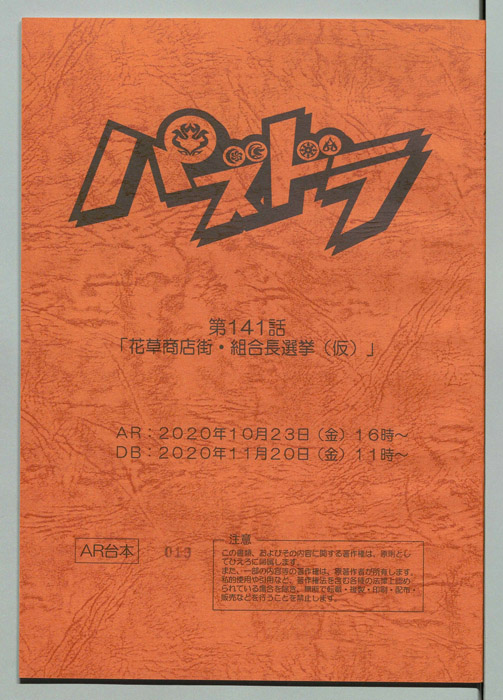 パズドラ
第141話
「花草商店街・組合長選挙（仮）」
AR：2020年10月23日（金）16時～
DB：2020年11月20日（金）11時～
AR台本
013
注意
この書類、およびその内容に関する著作権は、原則とし
てぴえろに帰属します。
また、一部の内容等の著作権は、原著作者が所有します。
私的使用や引用など、著作権法を含む各種の法律上認め
られている場合を除き、無断で転載・複製・印刷・配布・
販売などを行うことを禁止します。